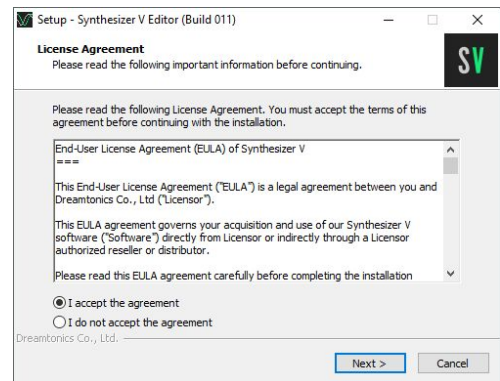 Setup - Synthesizer V Editor (Build 011)
License Agreement
Please read the following important information before continuing.
SV
Please read the following License Agreement. You must accept the terms of this
agreement before continuing with the installation.
End-User License Agreement (EULA) of Synthesizer V
===
This End-User License Agreement ("EULA") is a legal agreement between you and
Dreamtonics Co., Ltd ("Licensor").
This EULA agreement governs your acquisition and use of our Synthesizer V
software ("Software") directly from Licensor or indirectly through a Licensor
authorized reseller or distributor.
Please read this EULA agreement carefully before completing the installation
I accept the agreement
I do not accept the agreement
Dreamtonics Co., Ltd.
Next >
Cancel